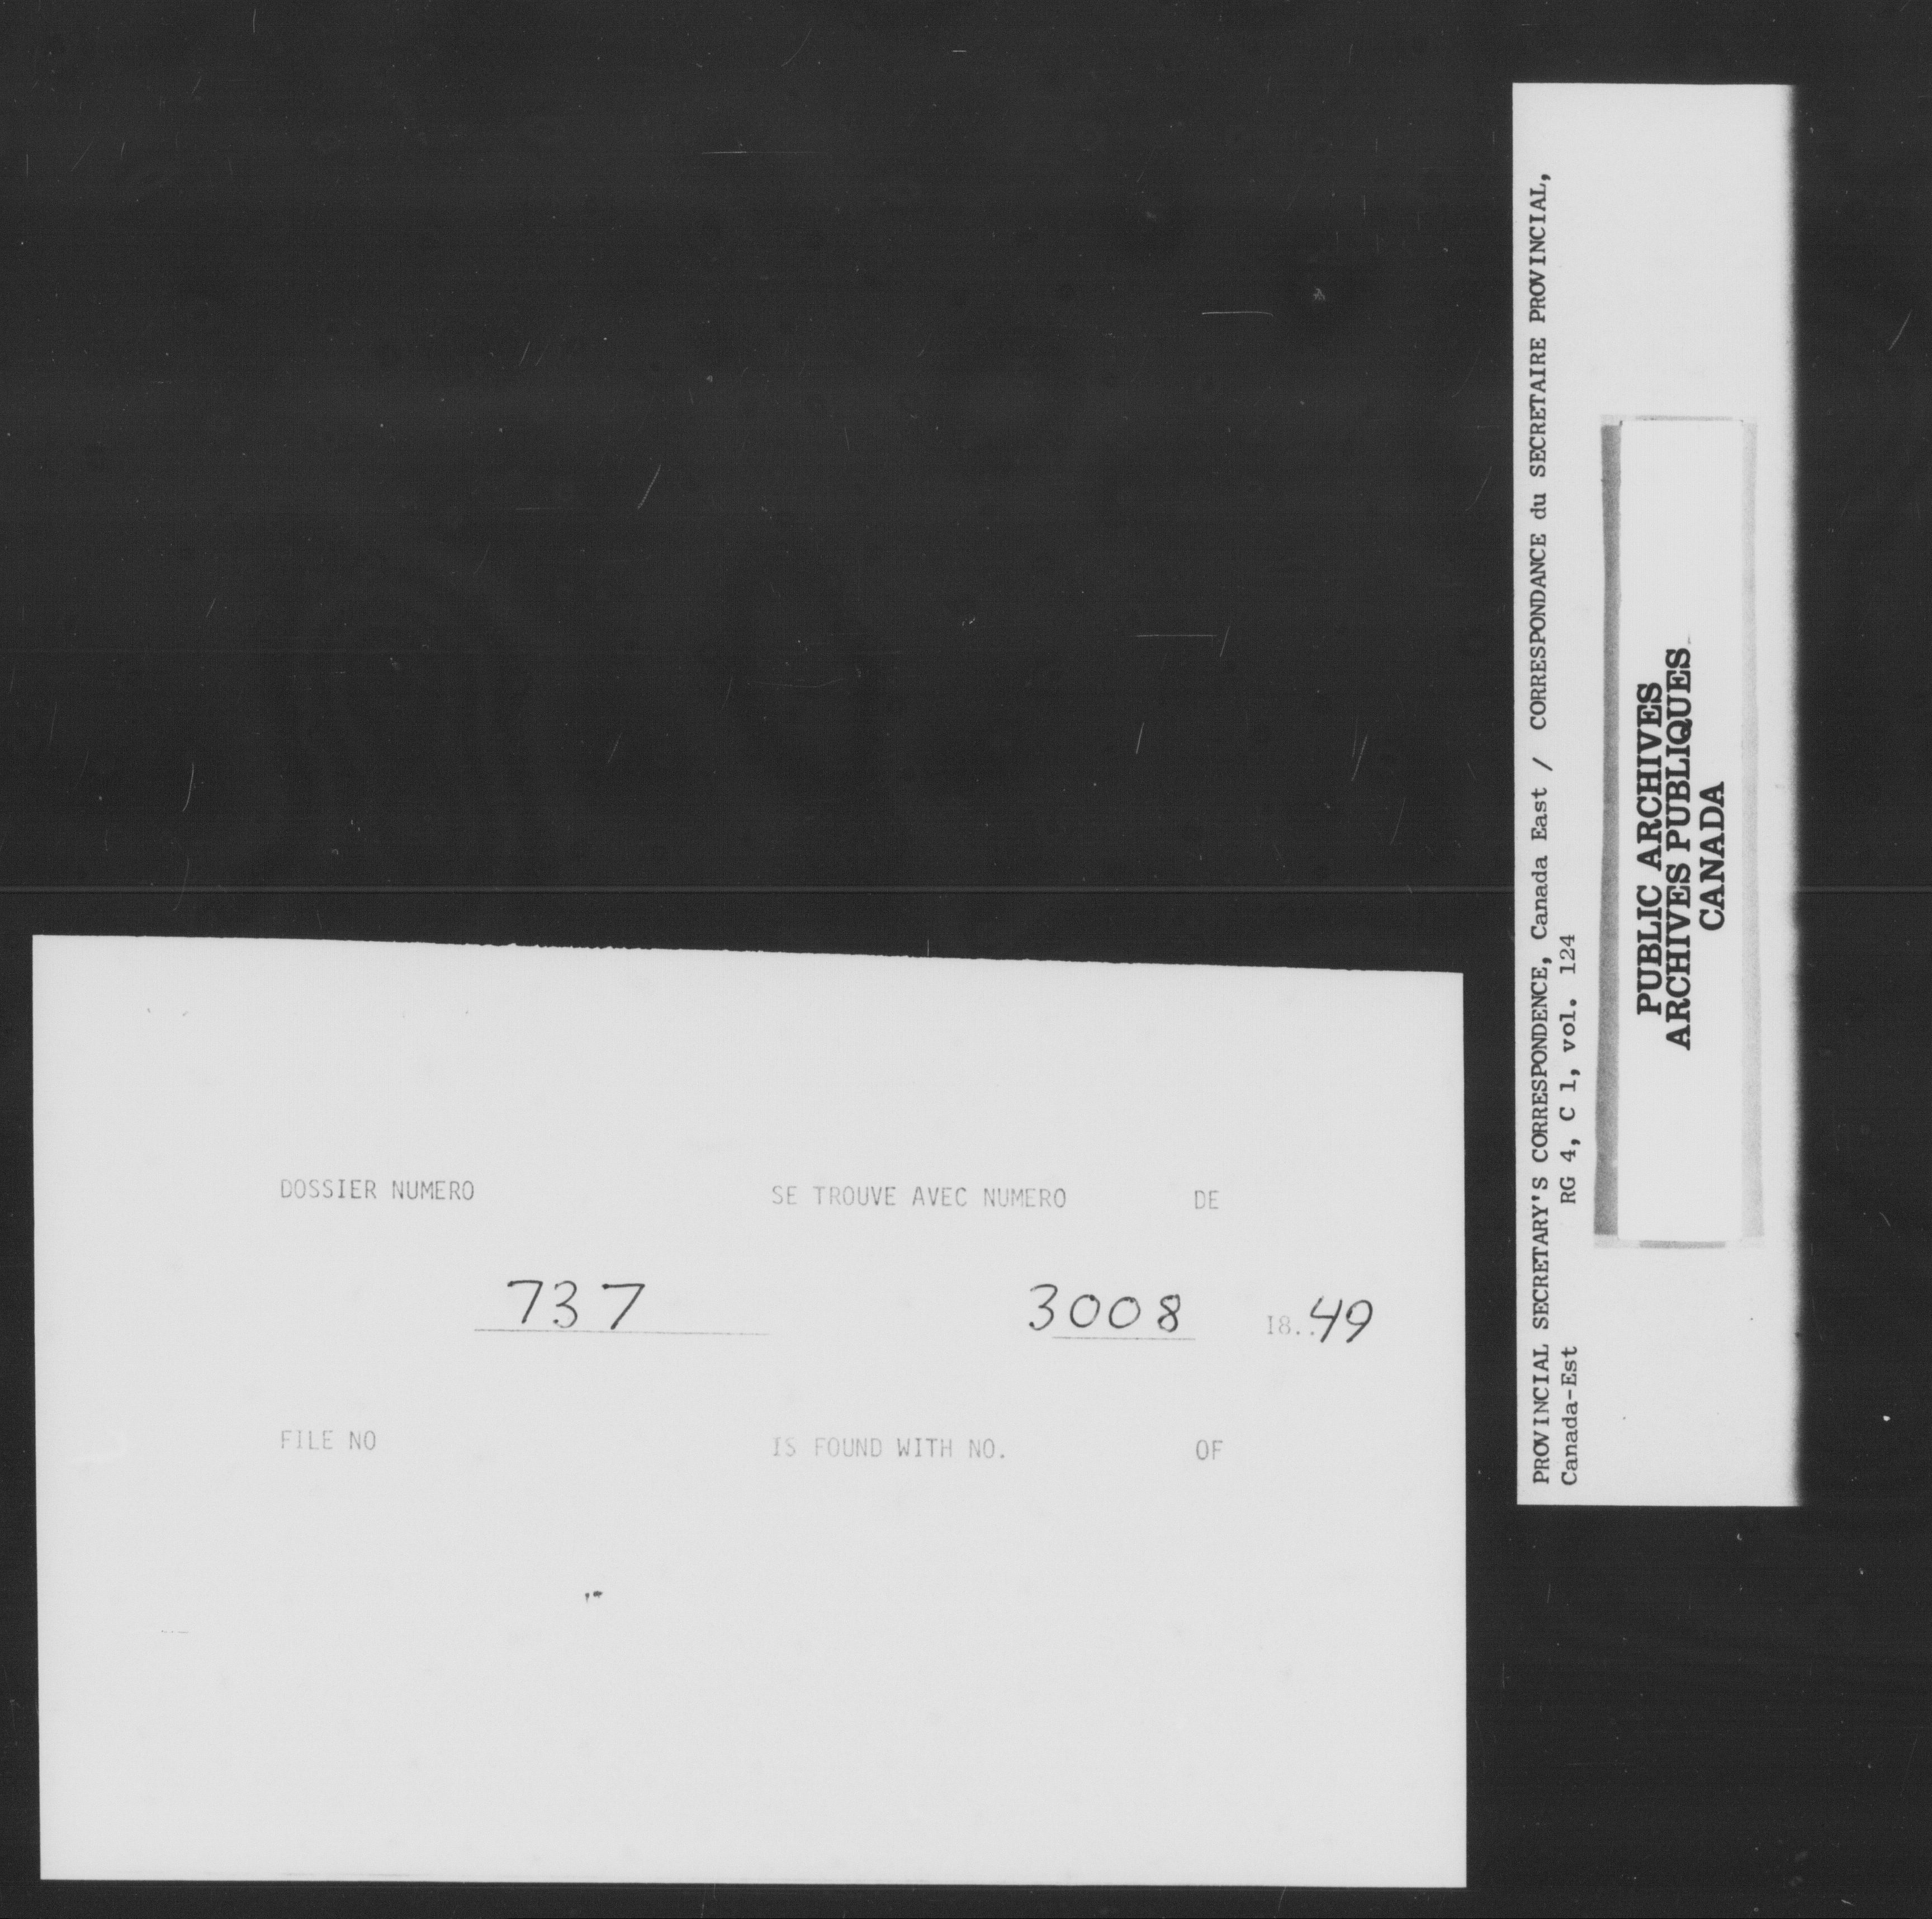 DOSSIER NUMERO SE TROUVE AVEC NUMERO DE
737 3008 18..49
FILE NO IS FOUND WITH NO. OF
PROVINCIAL SECRETARY'S CORRESPONDENCE, Canada East / CORRESPONDANCE du SECRETAIRE PROVINCIAL,
Canada-Est RG 4, C 1, vol. 124
PUBLIC ARCHIVES
ARCHIVES PUBLIQUES
CANADA